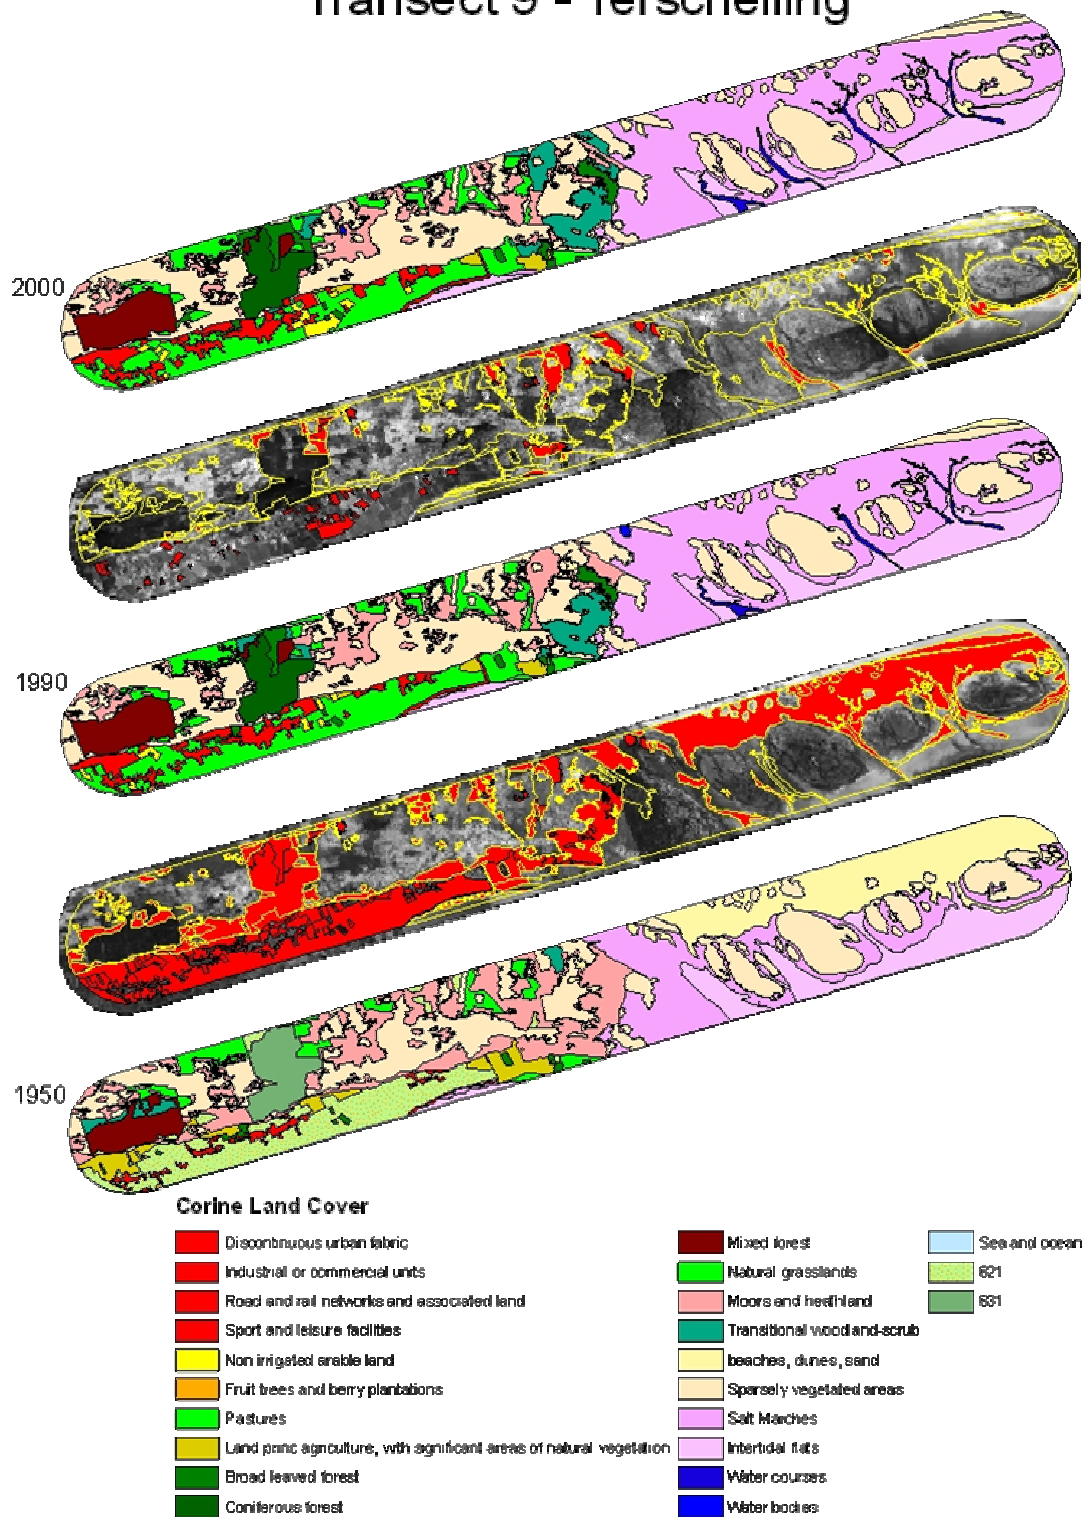 Transect 9 - Terschelling
2000
1990
1950
Corine Land Cover
Discontinuous urban fabric
Industrial or commercial units
Road and rail networks and associated land
Sport and leisure facilities
Non irrigated arable land
Fruit trees and berry plantations
Pastures
Land princ agriculture, with significant areas of natural vegetation
Broad leaved forest
Coniferous forest
Mixed forest
Natural grasslands
Moors and heathland
Transitional woodland-scrub
beaches, dunes, sand
Sparsely vegetated areas
Salt Marches
Intertidal flats
Water courses
Water bodies
Sea and ocean
621
631